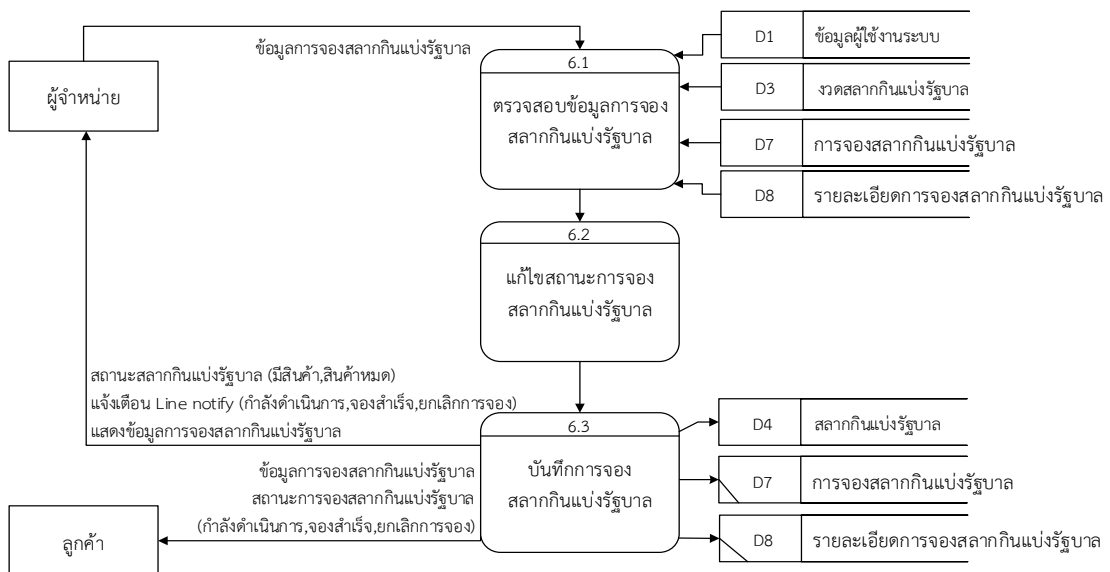 ข้อมูลการจองสลากกินแบ่งรัฐบาล
ผู้จำหน่าย
6.1
ตรวจสอบข้อมูลการจอง
สลากกินแบ่งรัฐบาล
D1 ข้อมูลผู้ใช้งานระบบ
D3 งวดสลากกินแบ่งรัฐบาล
D7 การจองสลากกินแบ่งรัฐบาล
D8 รายละเอียดการจองสลากกินแบ่งรัฐบาล
6.2
แก้ไขสถานะการจอง
สลากกินแบ่งรัฐบาล
สถานะสลากกินแบ่งรัฐบาล (มีสินค้า,สินค้าหมด)
แจ้งเตือน Line notify (กำลังดำเนินการ,จองสำเร็จ,ยกเลิกการจอง)
แสดงข้อมูลการจองสลากกินแบ่งรัฐบาล
6.3
บันทึกการจอง
สลากกินแบ่งรัฐบาล
D4 สลากกินแบ่งรัฐบาล
D7 การจองสลากกินแบ่งรัฐบาล
D8 รายละเอียดการจองสลากกินแบ่งรัฐบาล
ข้อมูลการจองสลากกินแบ่งรัฐบาล
สถานะการจองสลากกินแบ่งรัฐบาล
(กำลังดำเนินการ,จองสำเร็จ,ยกเลิกการจอง)
ลูกค้า